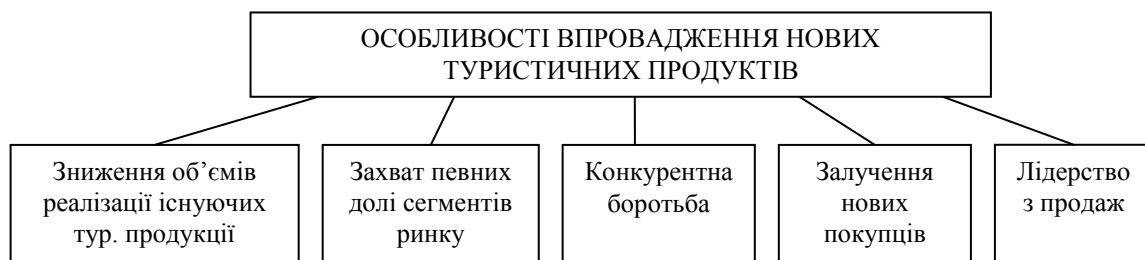 ОСОБЛИВОСТІ ВПРОВАДЖЕННЯ НОВИХ
ТУРИСТИЧНИХ ПРОДУКТІВ
Зниження об’ємів
реалізації існуючих
тур. продукції
Захват певних
долі сегментів
ринку
Конкурентна
боротьба
Залучення
нових
покупців
Лідерство
з продаж